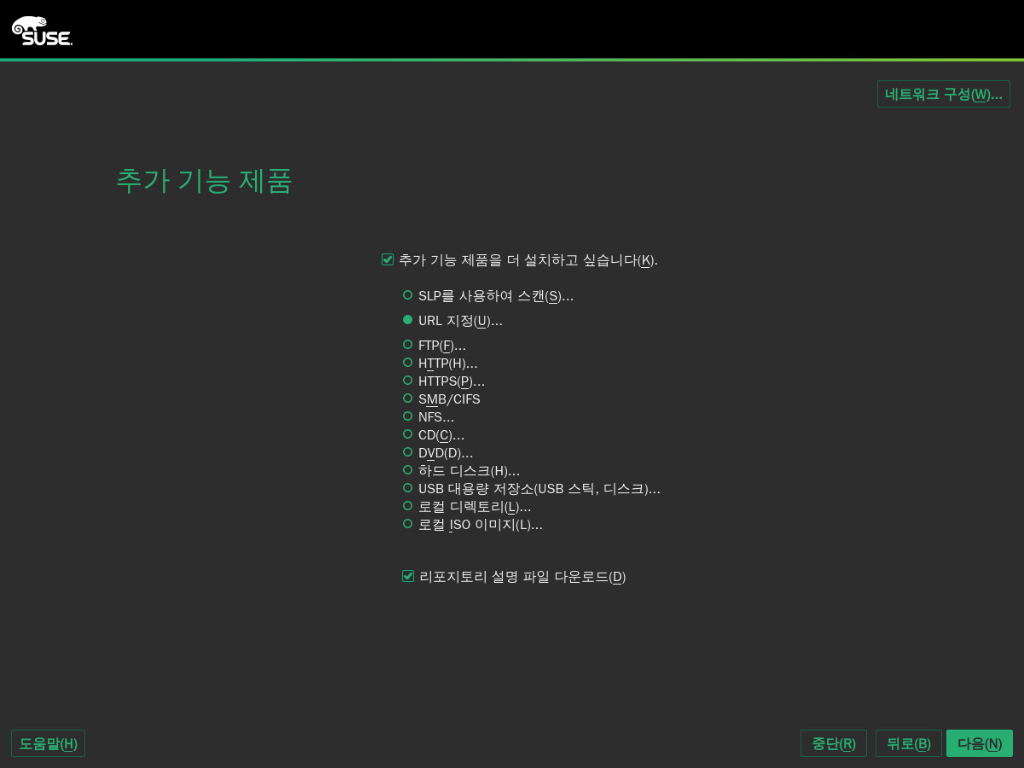 SUSE
네트워크 구성(W)...
추가 기능 제품
추가 기능 제품을 더 설치하고 싶습니다(K).
SLP를 사용하여 스캔(S)...
URL 지정(U)...
FTP(F)...
HTTP(H)...
HTTPS(P)...
SMB/CIFS
NFS...
CD(C)...
DVD(D)...
하드 디스크(H)...
USB 대용량 저장소(USB 스틱, 디스크)...
로컬 디렉토리(L)...
로컬 ISO 이미지(L)...
리포지토리 설명 파일 다운로드(D)
도움말(H) 중단(R) 뒤로(B) 다음(N)